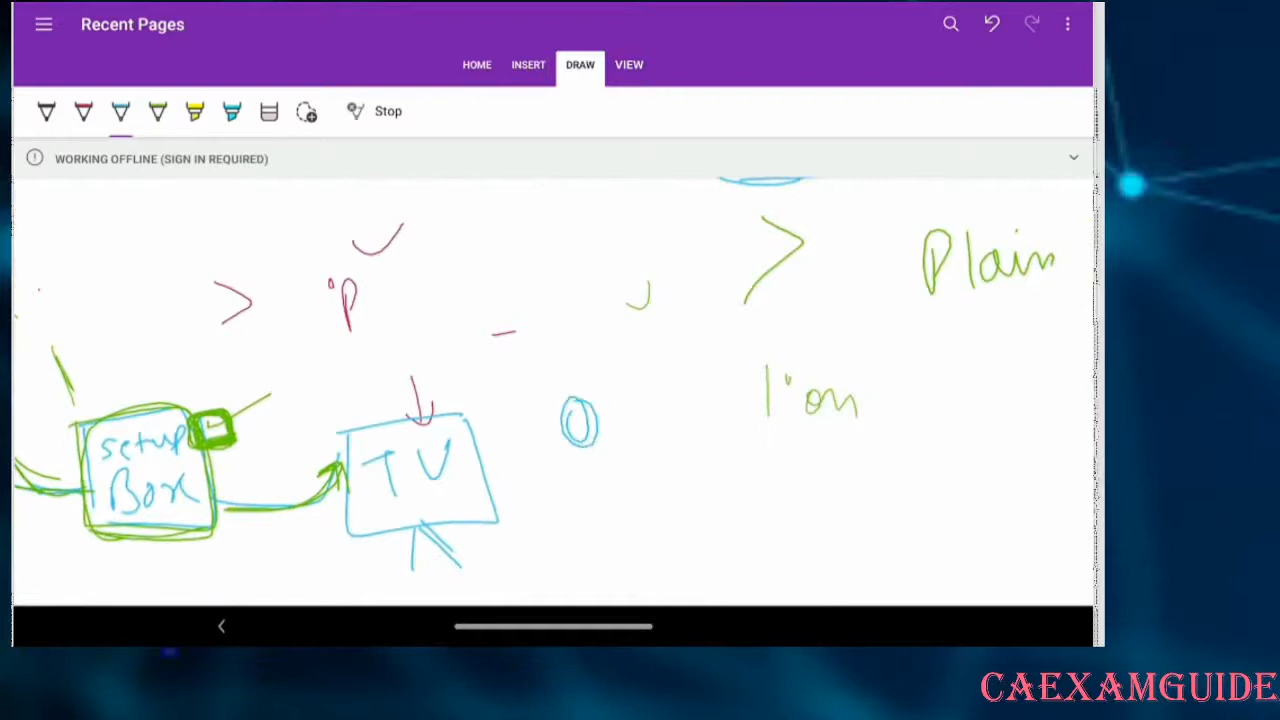 Recent Pages
HOME INSERT DRAW VIEW
Stop
WORKING OFFLINE (SIGN IN REQUIRED)
> Plain
> P
setup
Box
TV
CAEXAMGUIDE